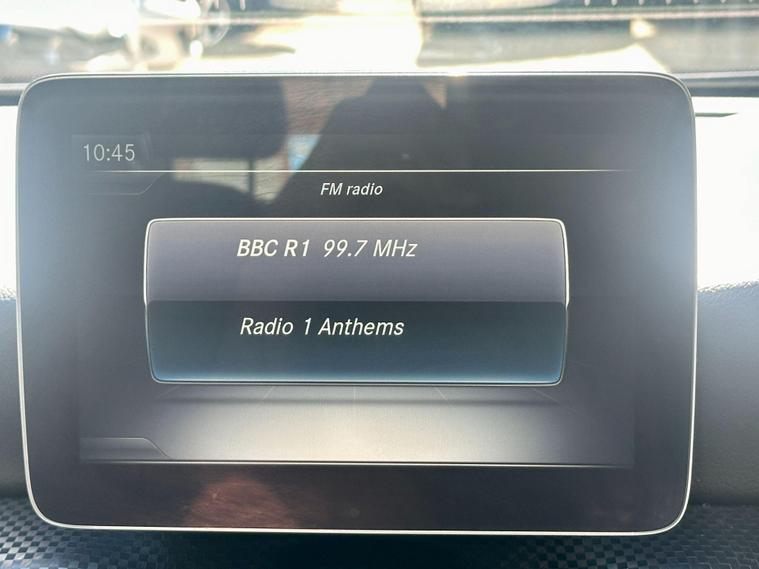 10:45
FM radio
BBC R1 99.7 MHz
Radio 1 Anthems